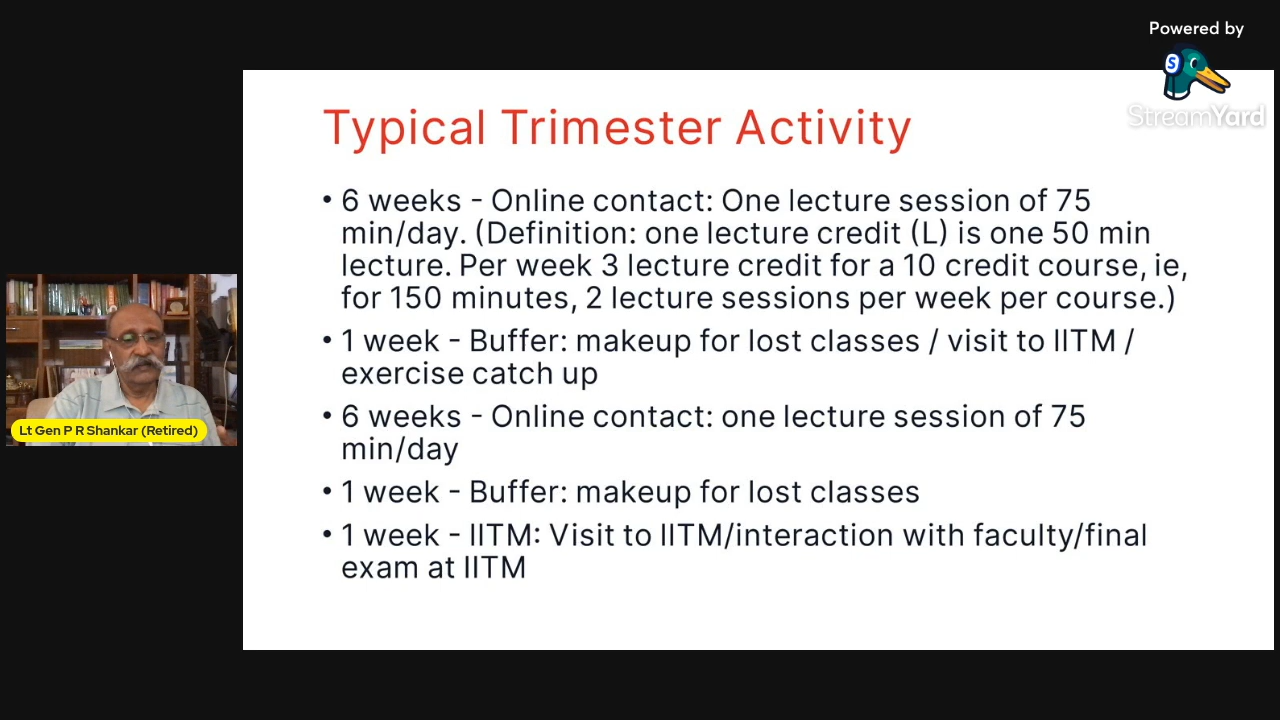 Powered by
StreamYard
Typical Trimester Activity
• 6 weeks - Online contact: One lecture session of 75
min/day. (Definition: one lecture credit (L) is one 50 min
lecture. Per week 3 lecture credit for a 10 credit course, ie,
for 150 minutes, 2 lecture sessions per week per course.)
• 1 week - Buffer: makeup for lost classes / visit to IITM /
exercise catch up
• 6 weeks - Online contact: one lecture session of 75
min/day
• 1 week - Buffer: makeup for lost classes
• 1 week - IITM: Visit to IITM/interaction with faculty/final
exam at IITM
Lt Gen P R Shankar (Retired)